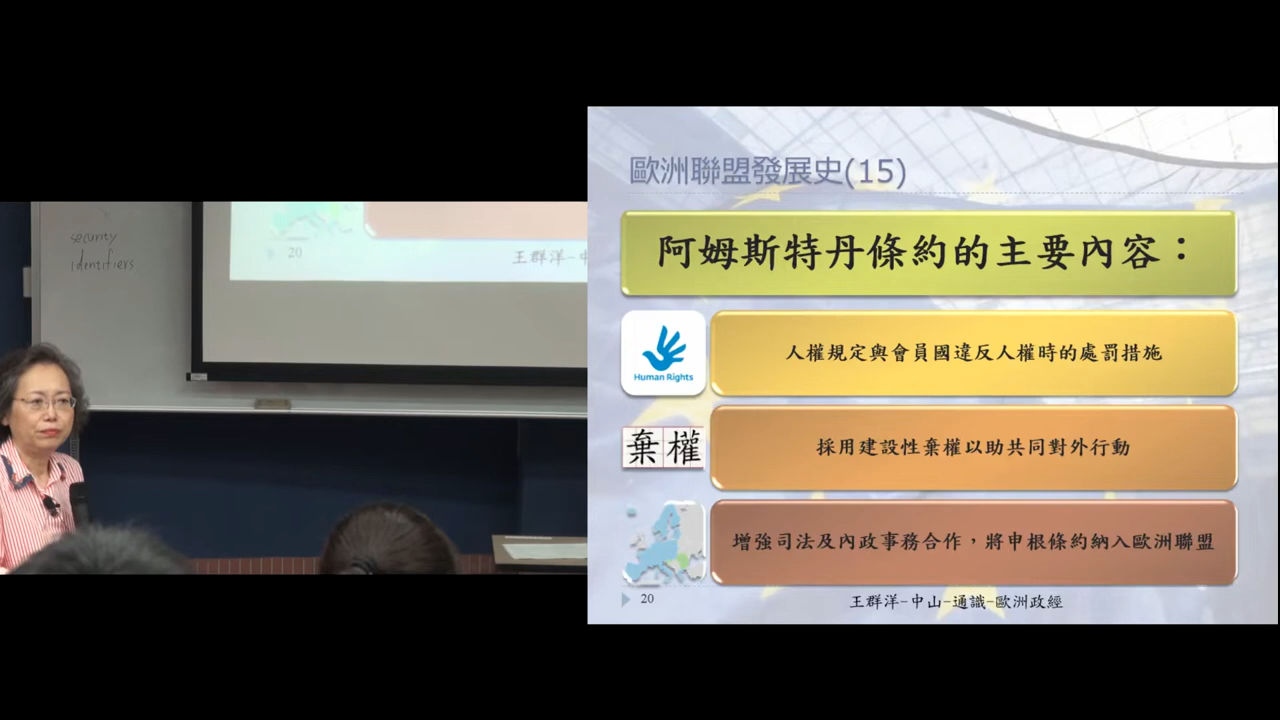 security
identifiers
20
王群洋-中
歐洲聯盟發展史(15)
阿姆斯特丹條約的主要內容：
Human Rights
人權規定與會員國違反人權時的處罰措施
棄權
採用建設性棄權以助共同對外行動
增強司法及內政事務合作，將申根條約納入歐洲聯盟
20
王群洋-中山-通識-歐洲政經